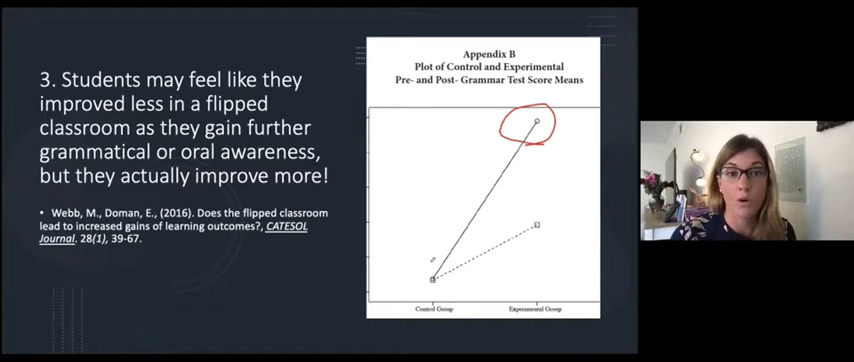 3. Students may feel like they
improved less in a flipped
classroom as they gain further
grammatical or oral awareness,
but they actually improve more!
• Webb, M., Doman, E., (2016). Does the flipped classroom
lead to increased gains of learning outcomes?, CATESOL
Journal. 28(1), 39-67.
Appendix B
Plot of Control and Experimental
Pre- and Post- Grammar Test Score Means
Control Group
Experimental Group